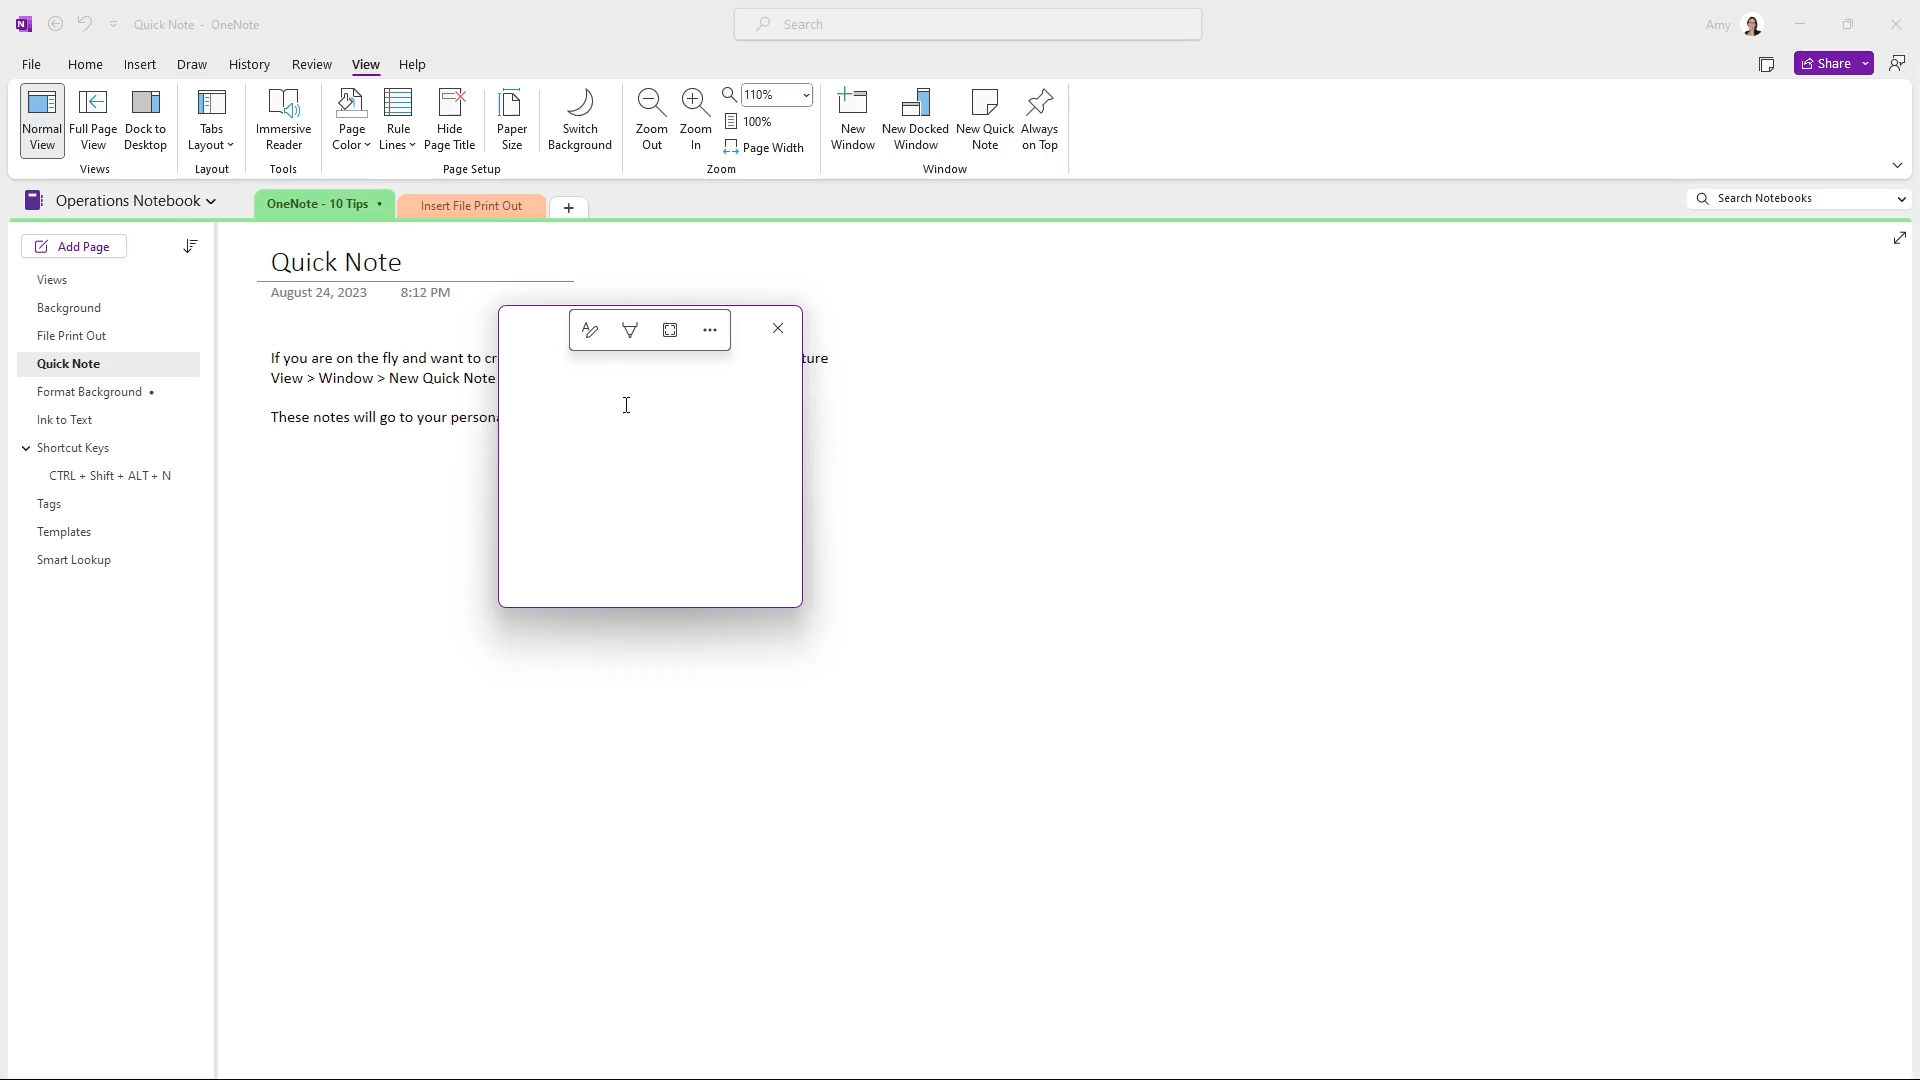 Quick Note - OneNote
Search
Amy
File Home Insert Draw History Review View Help
Share
Normal View
Full Page View
Dock to Desktop
Views
Tabs Layout
Layout
Immersive Reader
Tools
Page Color
Rule Lines
Hide Page Title
Paper Size
Switch Background
Page Setup
Zoom Out
Zoom In
110%
100%
Page Width
Zoom
New Window
New Docked Window
New Quick Note
Always on Top
Window
Operations Notebook
OneNote - 10 Tips •
Insert File Print Out
+
Search Notebooks
Add Page
Views
Background
File Print Out
Quick Note
Format Background •
Ink to Text
Shortcut Keys
CTRL + Shift + ALT + N
Tags
Templates
Smart Lookup
Quick Note
August 24, 2023 8:12 PM
If you are on the fly and want to cr
ture
View > Window > New Quick Note
These notes will go to your persona